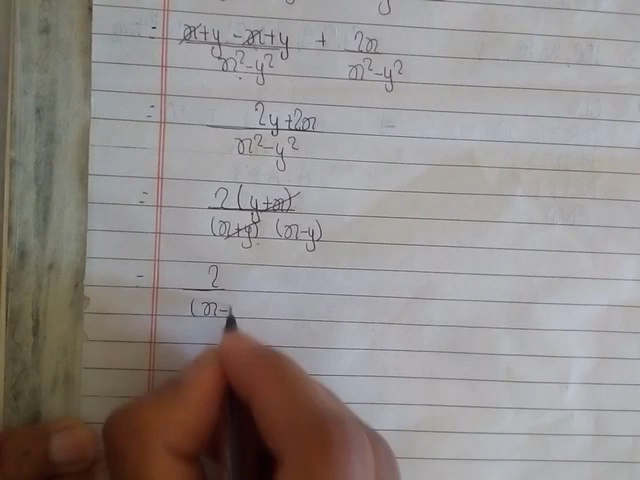 = x+y-x+y/x²-y² + 2x/x²-y²
= 2y+2x/x²-y²
= 2(y+x)/(x+y) (x-y)
= 2/(x-